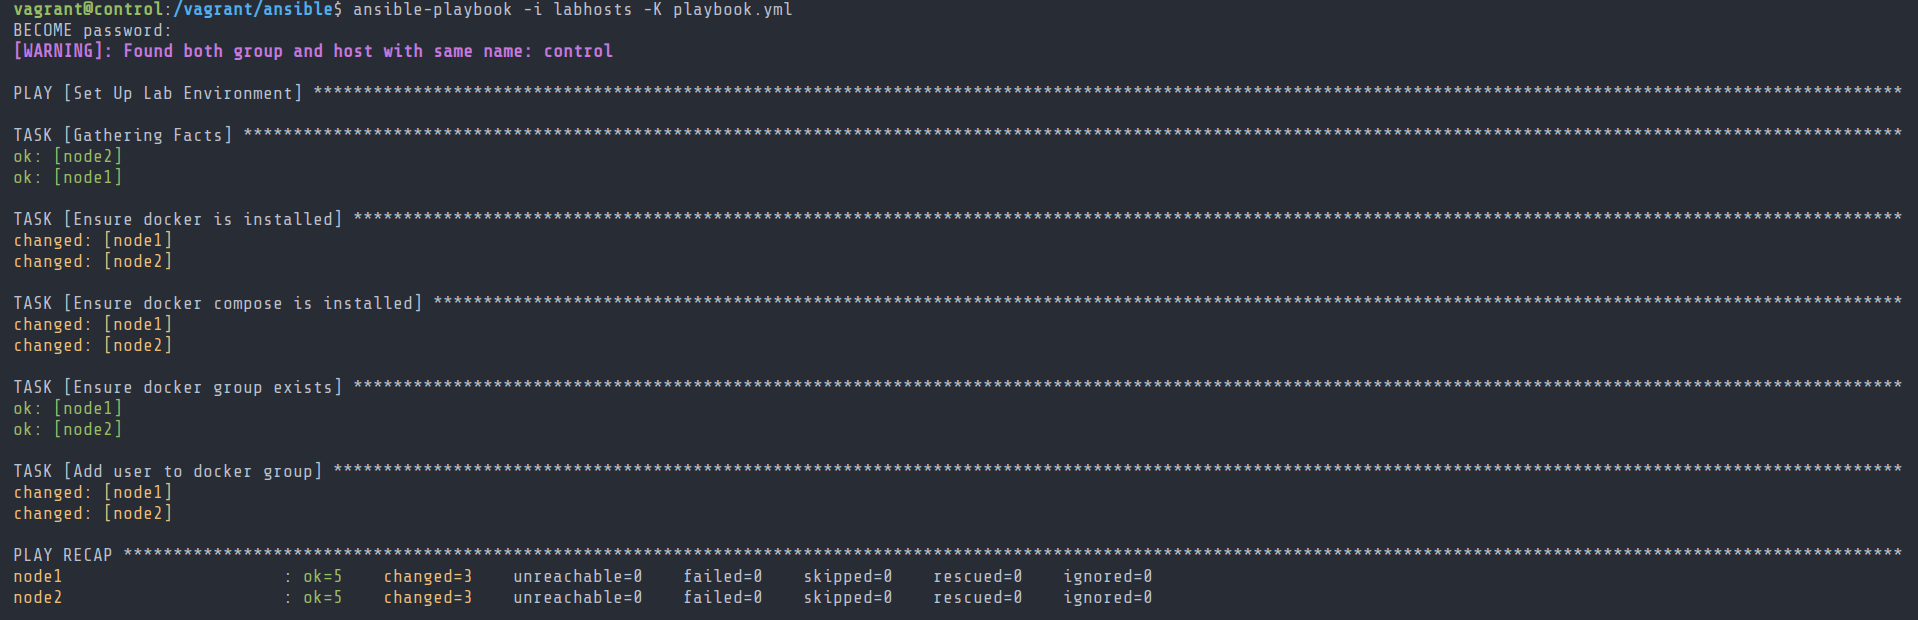 vagrant@control:/vagrant/ansible$ ansible-playbook -i labhosts -K playbook.yml
BECOME password:
[WARNING]: Found both group and host with same name: control
PLAY [Set Up Lab Environment] ***************************************************************************************************************************************************************
TASK [Gathering Facts] **********************************************************************************************************************************************************************
ok: [node2]
ok: [node1]
TASK [Ensure docker is installed] ***********************************************************************************************************************************************************
changed: [node1]
changed: [node2]
TASK [Ensure docker compose is installed] ***************************************************************************************************************************************************
changed: [node1]
changed: [node2]
TASK [Ensure docker group exists] ***********************************************************************************************************************************************************
ok: [node1]
ok: [node2]
TASK [Add user to docker group] *************************************************************************************************************************************************************
changed: [node1]
changed: [node2]
PLAY RECAP **********************************************************************************************************************************************************************************
node1                      : ok=5    changed=3    unreachable=0    failed=0    skipped=0    rescued=0    ignored=0
node2                      : ok=5    changed=3    unreachable=0    failed=0    skipped=0    rescued=0    ignored=0